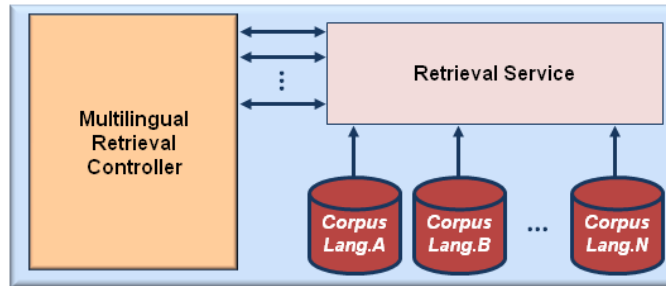 Multilingual
Retrieval
Controller
Retrieval Service
Corpus
Lang.A
Corpus
Lang.B
...
Corpus
Lang.N